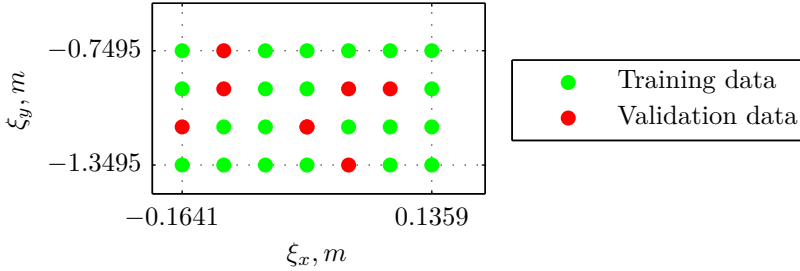 −0.7495
−1.3495
ξy, m
−0.1641
0.1359
ξx, m
Training data
Validation data